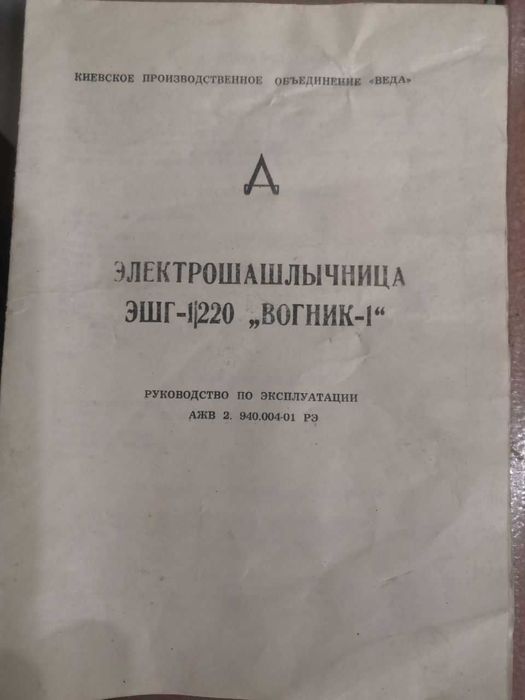 КИЕВСКОЕ ПРОИЗВОДСТВЕННОЕ ОБЪЕДИНЕНИЕ «ВЕДА»
ЭЛЕКТРОШАШЛЫЧНИЦА
ЭШГ-1/220 „ВОГНИК-1“
РУКОВОДСТВО ПО ЭКСПЛУАТАЦИИ
АЖВ 2. 940.004-01 РЭ